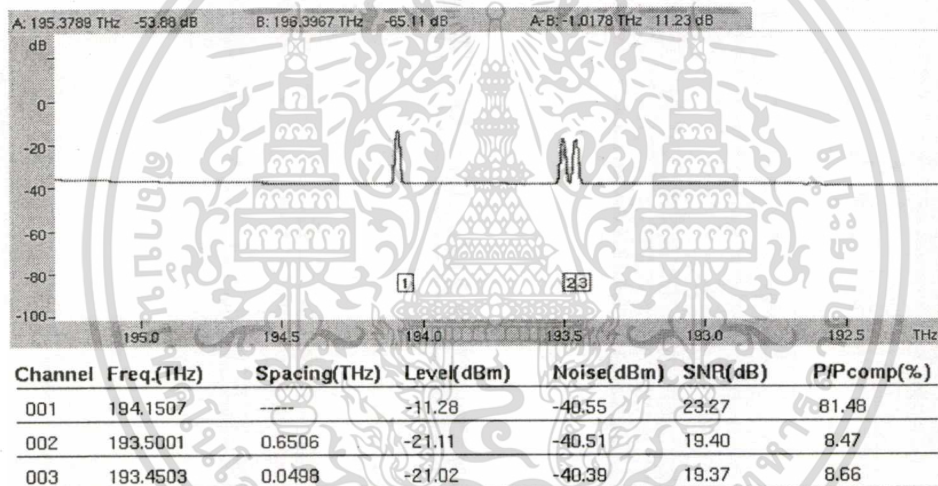 A: 195.3789 THz -53.88 dB B: 196.3967 THz -65.11 dB A-B: -1.0178 THz 11.23 dB
dB
0
-20
-40
-60
-80
-100
1 2 3
195.0 194.5 194.0 193.5 193.0 192.5 THz
Channel Freq.(THz) Spacing(THz) Level(dBm) Noise(dBm) SNR(dB) P/Pcomp(%)
001 194.1507 ----- -11.28 -40.55 23.27 81.48
002 193.5001 0.6506 -21.11 -40.51 19.40 8.47
003 193.4503 0.0498 -21.02 -40.39 19.37 8.66